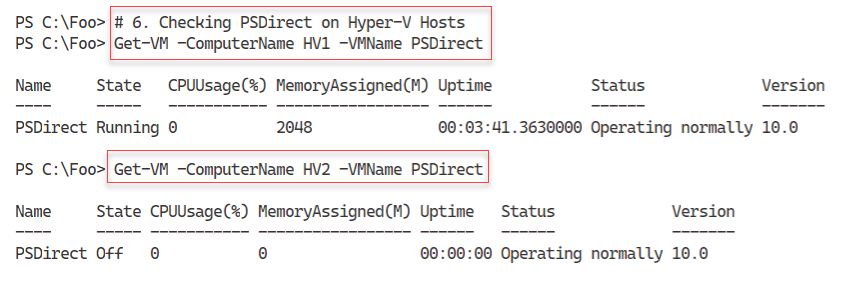 PS C:\Foo> # 6. Checking PSDirect on Hyper-V Hosts
PS C:\Foo> Get-VM -ComputerName HV1 -VMName PSDirect
Name     State   CPUUsage(%) MemoryAssigned(M) Uptime           Status             Version
----     -----   ----------- ----------------- ------           ------             -------
PSDirect Running 0           2048              00:03:41.3630000 Operating normally 10.0
PS C:\Foo> Get-VM -ComputerName HV2 -VMName PSDirect
Name     State CPUUsage(%) MemoryAssigned(M) Uptime   Status             Version
----     ----- ----------- ----------------- ------   ------             -------
PSDirect Off   0           0                 00:00:00 Operating normally 10.0